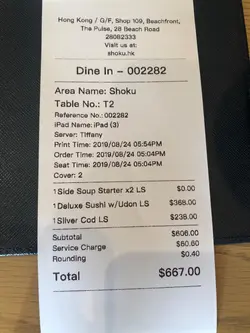 Hong Kong / G/F, Shop 109, Beachfront,
The Pulse, 28 Beach Road
28082333
Visit us at:
shoku.hk
Dine In - 002282
Area Name: Shoku
Table No.: T2
Reference No.: 002282
iPad Name: iPad (3)
Server: Tiffany
Print Time: 2019/08/24 05:54PM
Order Time: 2019/08/24 05:04PM
Seat Time: 2019/08/24 05:04PM
Cover: 2
1 Side Soup Starter x2 LS $0.00
1 Deluxe Sushi w/Udon LS $368.00
1 Silver Cod LS $238.00
Subtotal $606.00
Service Charge $60.60
Rounding $0.40
Total $667.00